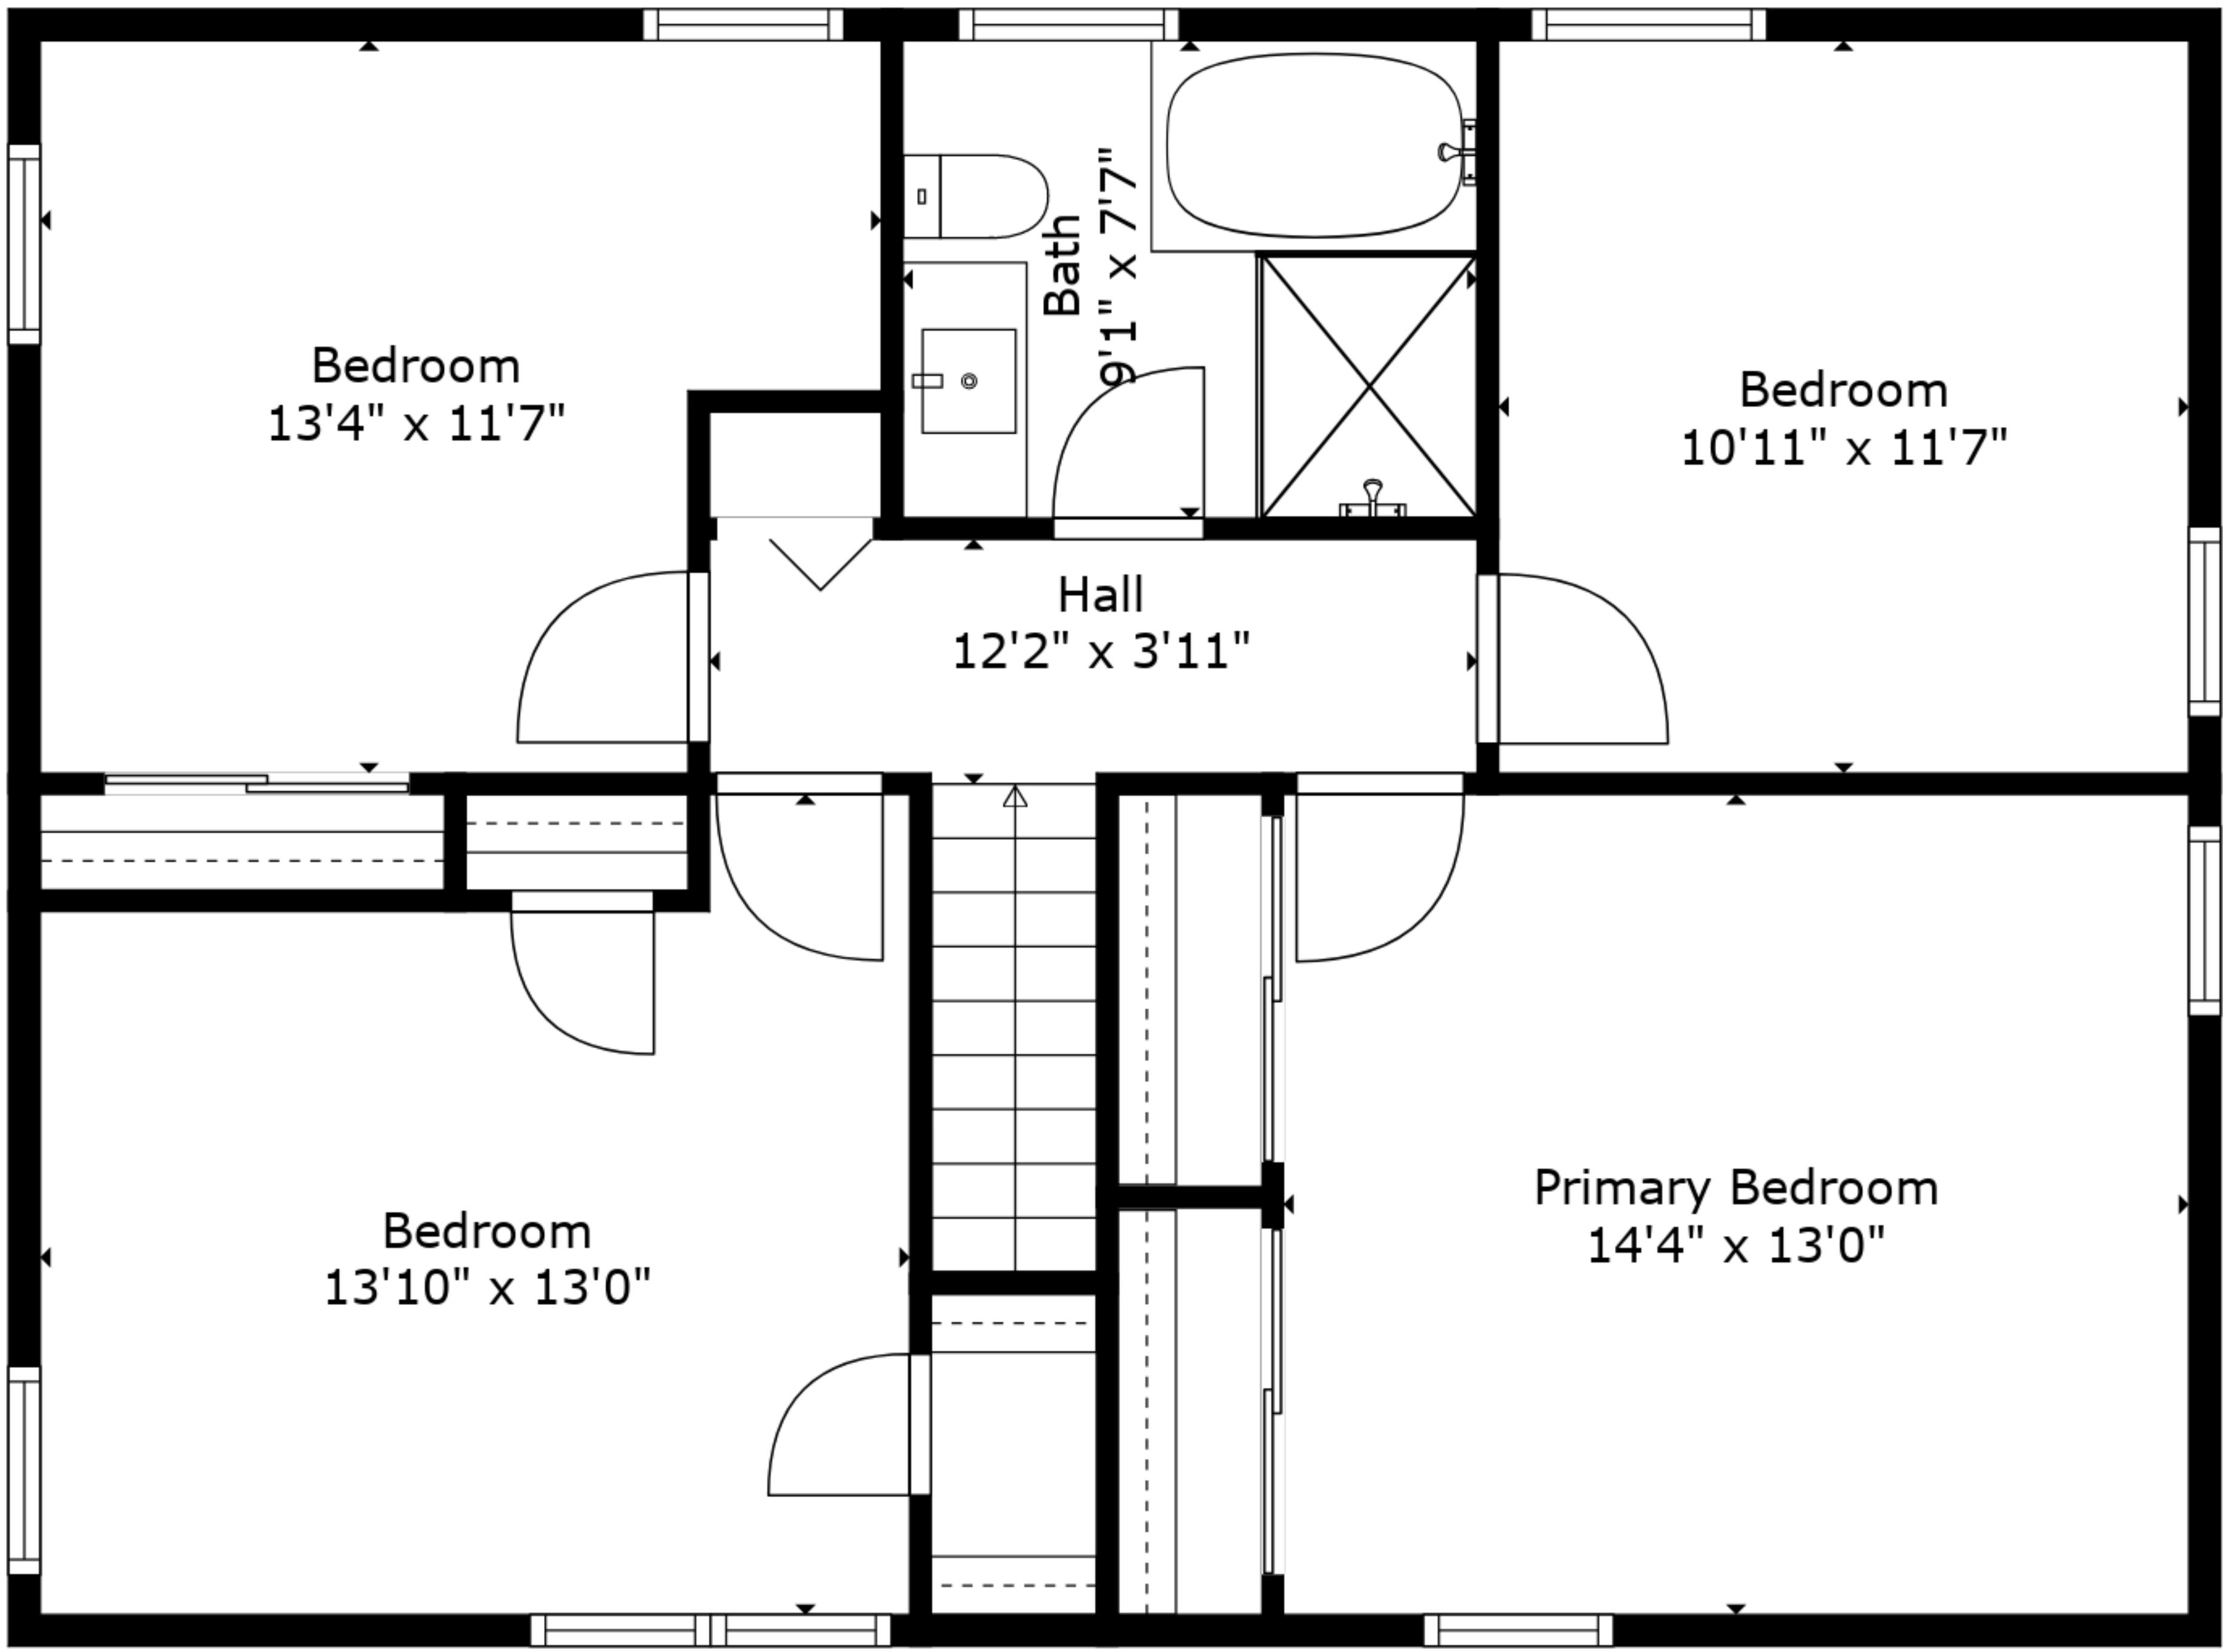 Bedroom
13'4" x 11'7"
Bath
9'1" x 7'7"
Bedroom
10'11" x 11'7"
Hall
12'2" x 3'11"
Bedroom
13'10" x 13'0"
Primary Bedroom
14'4" x 13'0"